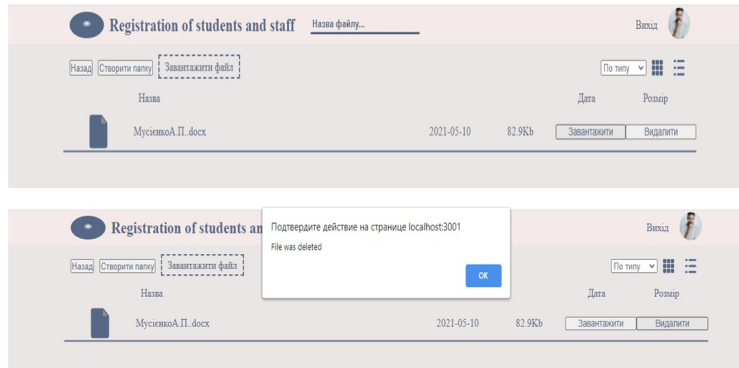 Registration of students and staff Назва файлу... Вихід
Назад Створити папку Завантажити файл По типу
Назва Дата Розмір
МусієнкоА.П..docx 2021-05-10 82.9Kb Завантажити Видалити
Registration of students an Подтвердите действие на странице localhost:3001 Вихід
File was deleted
Назад Створити папку Завантажити файл ОК По типу
Назва Дата Розмір
МусієнкоА.П..docx 2021-05-10 82.9Kb Завантажити Видалити